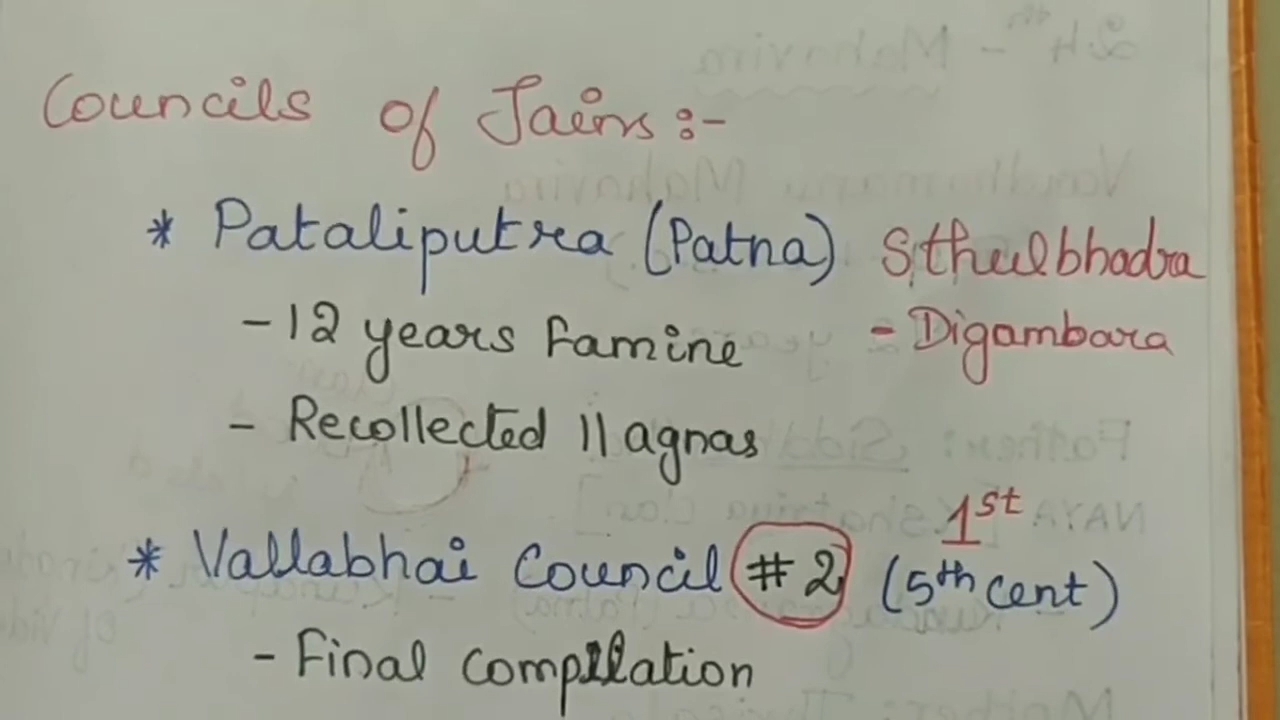 Councils of Jains :-
* Pataliputra (Patna) Sthulbhadra
- 12 years famine - Digambara
- Recollected 11 agnas
1st
* Vallabhai Council #2 (5th cent)
- Final compilation